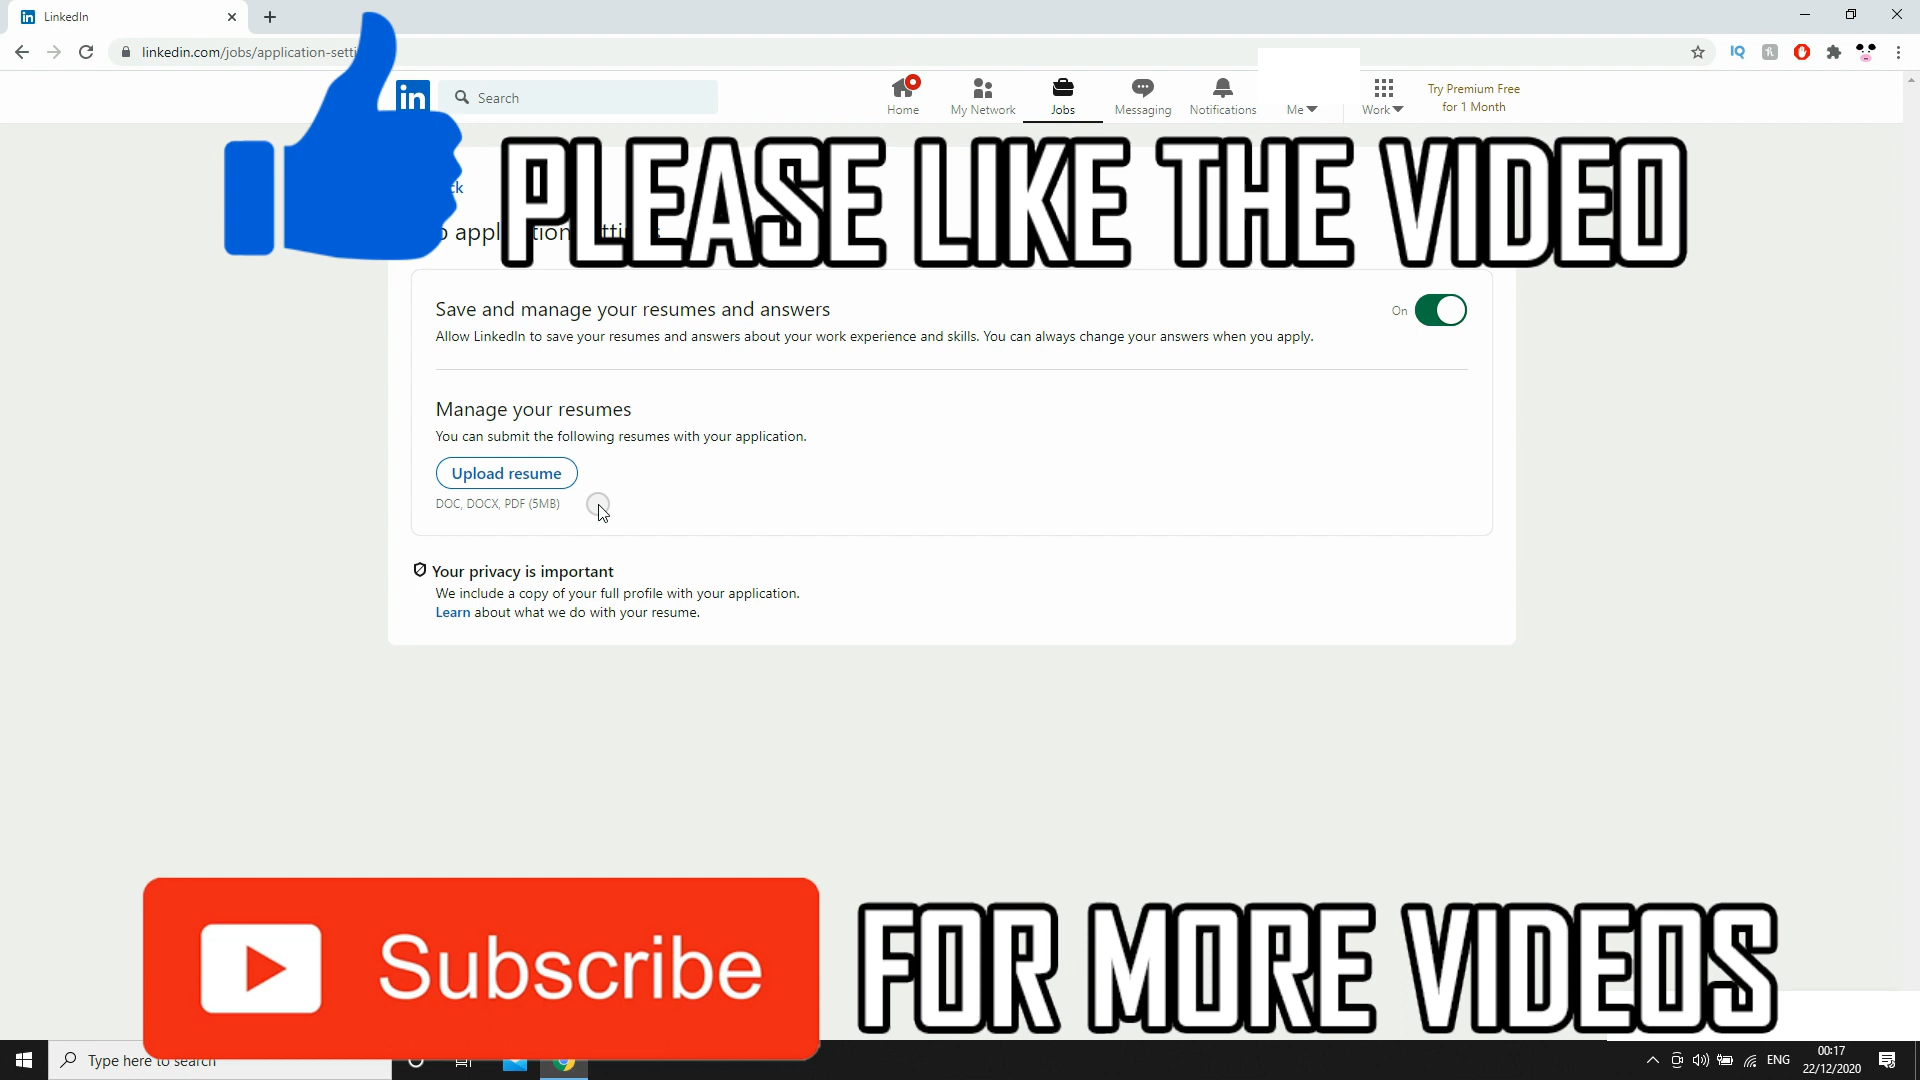 LinkedIn
linkedin.com/jobs/application-setti
in
Search
Home
My Network
Jobs
Messaging
Notifications
Me
Work
Try Premium Free
for 1 Month
PLEASE LIKE THE VIDEO
Save and manage your resumes and answers
On
Allow LinkedIn to save your resumes and answers about your work experience and skills. You can always change your answers when you apply.
Manage your resumes
You can submit the following resumes with your application.
Upload resume
DOC, DOCX, PDF (5MB)
Your privacy is important
We include a copy of your full profile with your application.
Learn about what we do with your resume.
Subscribe
FOR MORE VIDEOS
Type here to search
ENG
00:17
22/12/2020